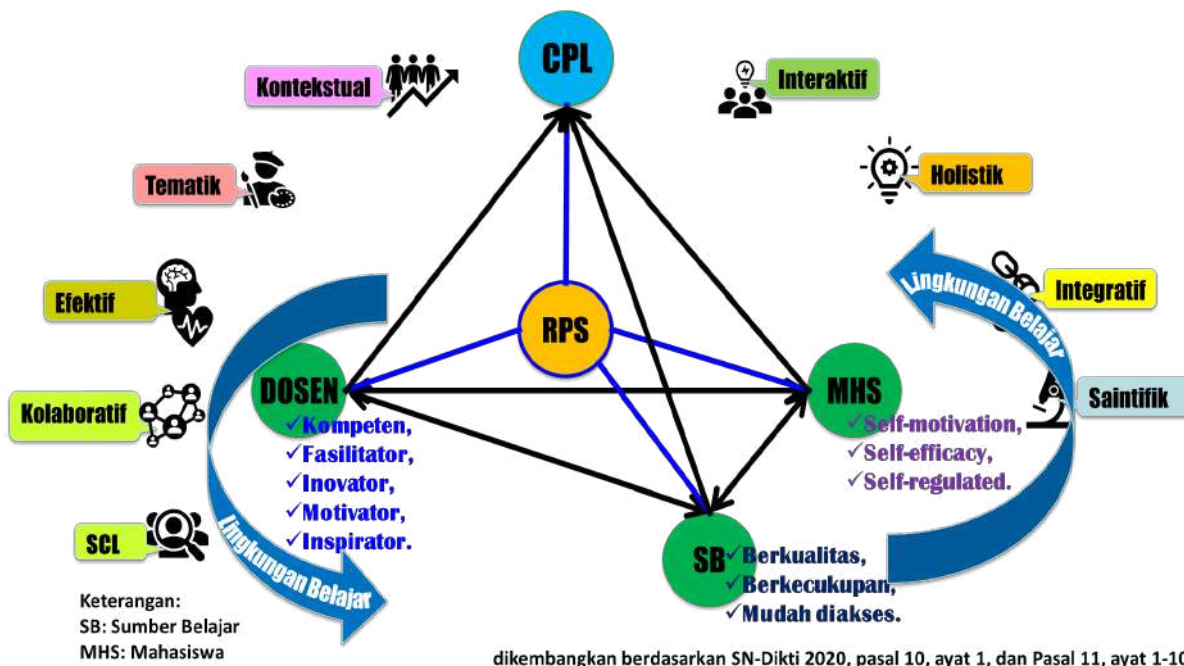 CPL
Kontekstual
Interaktif
Tematik
Holistik
Efektif
RPS
Lingkungan Belajar
Integratif
DOSEN
MHS
Kolaboratif
Saintifik
✓Kompeten,
✓Fasilitator,
✓Inovator,
✓Motivator,
✓Inspirator.
✓Self-motivation,
✓Self-efficacy,
✓Self-regulated.
SCL
Lingkungan Belajar
SB
✓Berkualitas,
✓Berkecukupan,
✓Mudah diakses.
Keterangan:
SB: Sumber Belajar
MHS: Mahasiswa
dikembangkan berdasarkan SN-Dikti 2020, pasal 10, ayat 1, dan Pasal 11, ayat 1-10